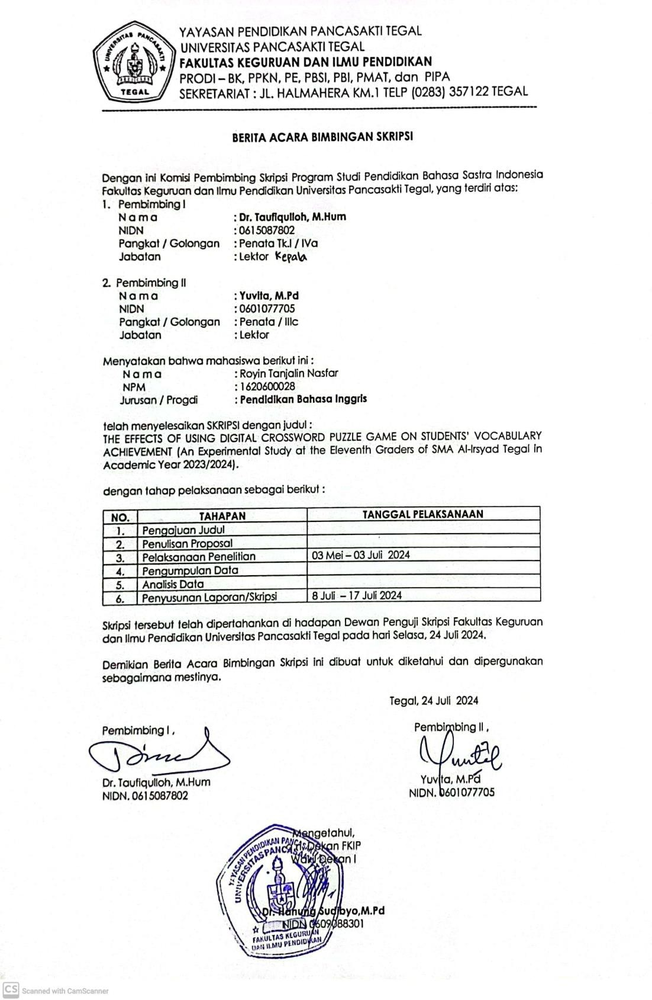 UNIVERSITAS PANCASAKTI
TEGAL
YAYASAN PENDIDIKAN PANCASAKTI TEGAL
UNIVERSITAS PANCASAKTI TEGAL
FAKULTAS KEGURUAN DAN ILMU PENDIDIKAN
PRODI – BK, PPKN, PE, PBSI, PBI, PMAT, dan PIPA
SEKRETARIAT : JL. HALMAHERA KM.1 TELP (0283) 357122 TEGAL
BERITA ACARA BIMBINGAN SKRIPSI
Dengan ini Komisi Pembimbing Skripsi Program Studi Pendidikan Bahasa Sastra Indonesia
Fakultas Keguruan dan Ilmu Pendidikan Universitas Pancasakti Tegal, yang terdiri atas:
1. Pembimbing I
N a m a : Dr. Taufiqulloh, M.Hum
NIDN : 0615087802
Pangkat / Golongan : Penata Tk.I / IVa
Jabatan : Lektor Kepala
2. Pembimbing II
N a m a : Yuvita, M.Pd
NIDN : 0601077705
Pangkat / Golongan : Penata / IIIc
Jabatan : Lektor
Menyatakan bahwa mahasiswa berikut ini :
N a m a : Royin Tanjalin Nasfar
NPM : 1620600028
Jurusan / Progdi : Pendidikan Bahasa Inggris
telah menyelesaikan SKRIPSI dengan judul :
THE EFFECTS OF USING DIGITAL CROSSWORD PUZZLE GAME ON STUDENTS' VOCABULARY
ACHIEVEMENT (An Experimental Study at the Eleventh Graders of SMA Al-Irsyad Tegal in
Academic Year 2023/2024).
dengan tahap pelaksanaan sebagai berikut :
NO. TAHAPAN TANGGAL PELAKSANAAN
1. Pengajuan Judul
2. Penulisan Proposal
3. Pelaksanaan Penelitian 03 Mei – 03 Juli 2024
4. Pengumpulan Data
5. Analisis Data
6. Penyusunan Laporan/Skripsi 8 Juli – 17 Juli 2024
Skripsi tersebut telah dipertahankan di hadapan Dewan Penguji Skripsi Fakultas Keguruan
dan Ilmu Pendidikan Universitas Pancasakti Tegal pada hari Selasa, 24 Juli 2024.
Demikian Berita Acara Bimbingan Skripsi ini dibuat untuk diketahui dan dipergunakan
sebagaimana mestinya.
Tegal, 24 Juli 2024
Pembimbing I ,
Pembimbing II ,
Dr. Taufiqulloh, M.Hum
NIDN. 0615087802
Yuvita, M.Pd
NIDN. 0601077705
Mengetahui,
a.n Dekan FKIP
Wakil Dekan I
Dr. Hanung Sudibyo,M.Pd
NIDN 0609088301
YAYASAN PENDIDIKAN PANCASAKTI TEGAL
UNIVERSITAS PANCASAKTI
FAKULTAS KEGURUAN
DAN ILMU PENDIDIKAN
CS Scanned with CamScanner